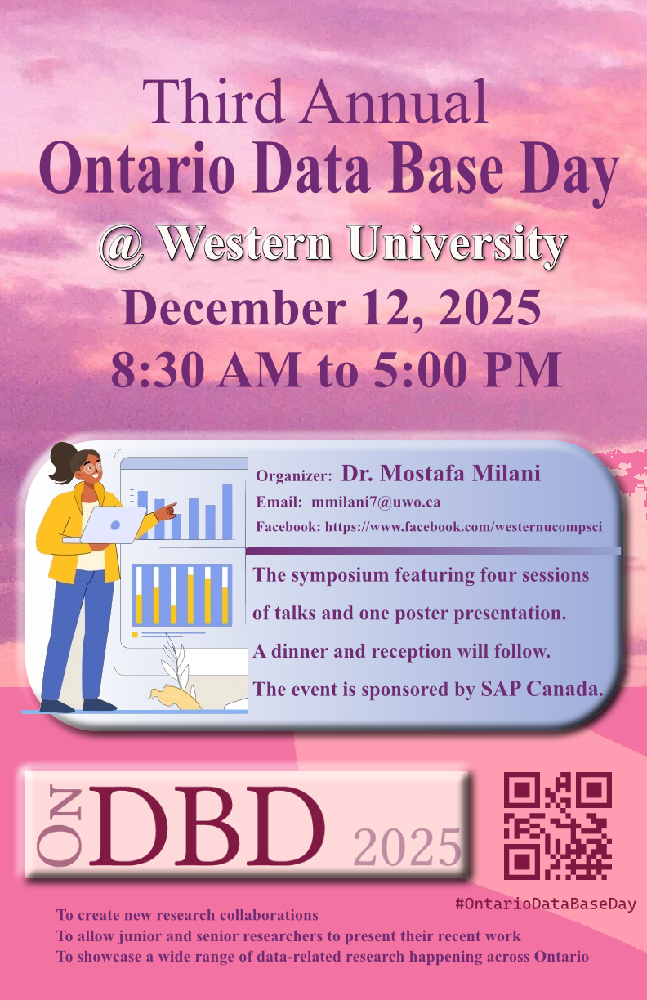 Third Annual
Ontario Data Base Day
@ Western University
December 12, 2025
8:30 AM to 5:00 PM
Organizer: Dr. Mostafa Milani
Email: mmilani7@uwo.ca
Facebook: https://www.facebook.com/westernucompsci
The symposium featuring four sessions
of talks and one poster presentation.
A dinner and reception will follow.
The event is sponsored by SAP Canada.
ON DBD 2025
#OntarioDataBaseDay
To create new research collaborations
To allow junior and senior researchers to present their recent work
To showcase a wide range of data-related research happening across Ontario